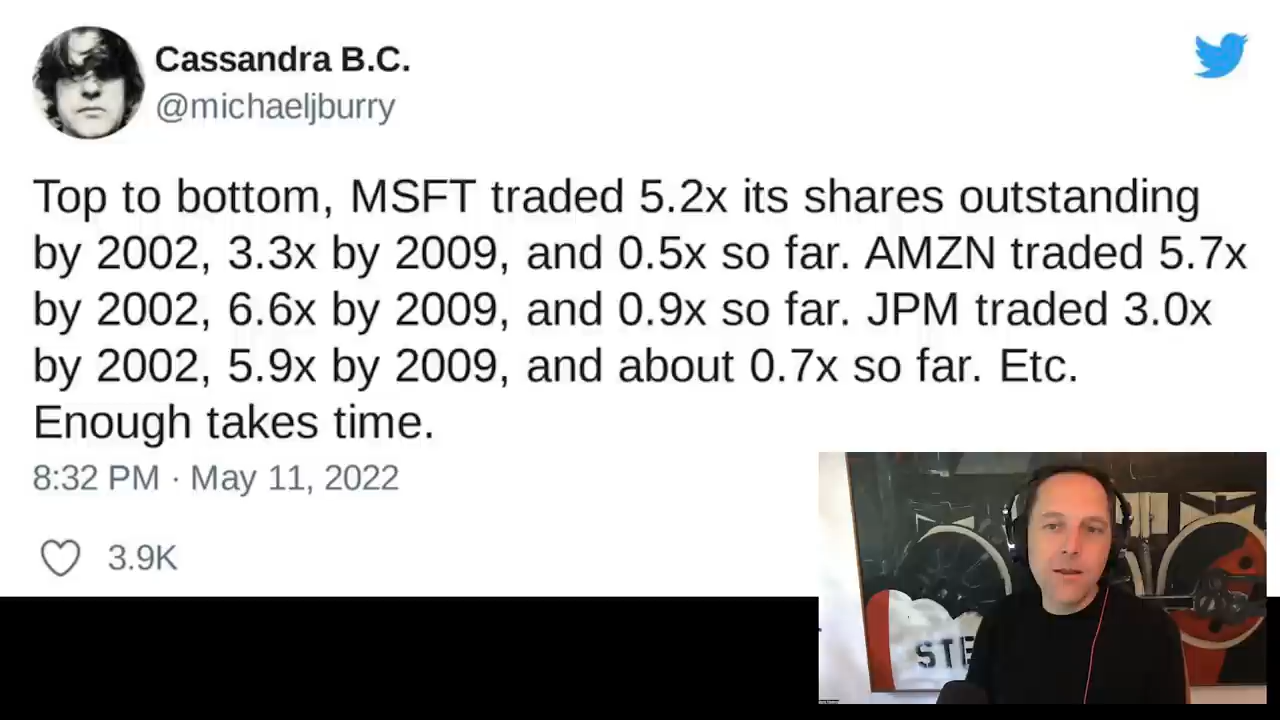 Cassandra B.C.
@michaeljburry
Top to bottom, MSFT traded 5.2x its shares outstanding
by 2002, 3.3x by 2009, and 0.5x so far. AMZN traded 5.7x
by 2002, 6.6x by 2009, and 0.9x so far. JPM traded 3.0x
by 2002, 5.9x by 2009, and about 0.7x so far. Etc.
Enough takes time.
8:32 PM · May 11, 2022
3.9K
STE